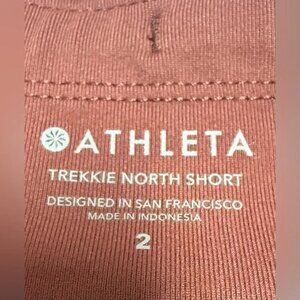 ATHLETA
TREKKIE NORTH SHORT
DESIGNED IN SAN FRANCISCO
MADE IN INDONESIA
2